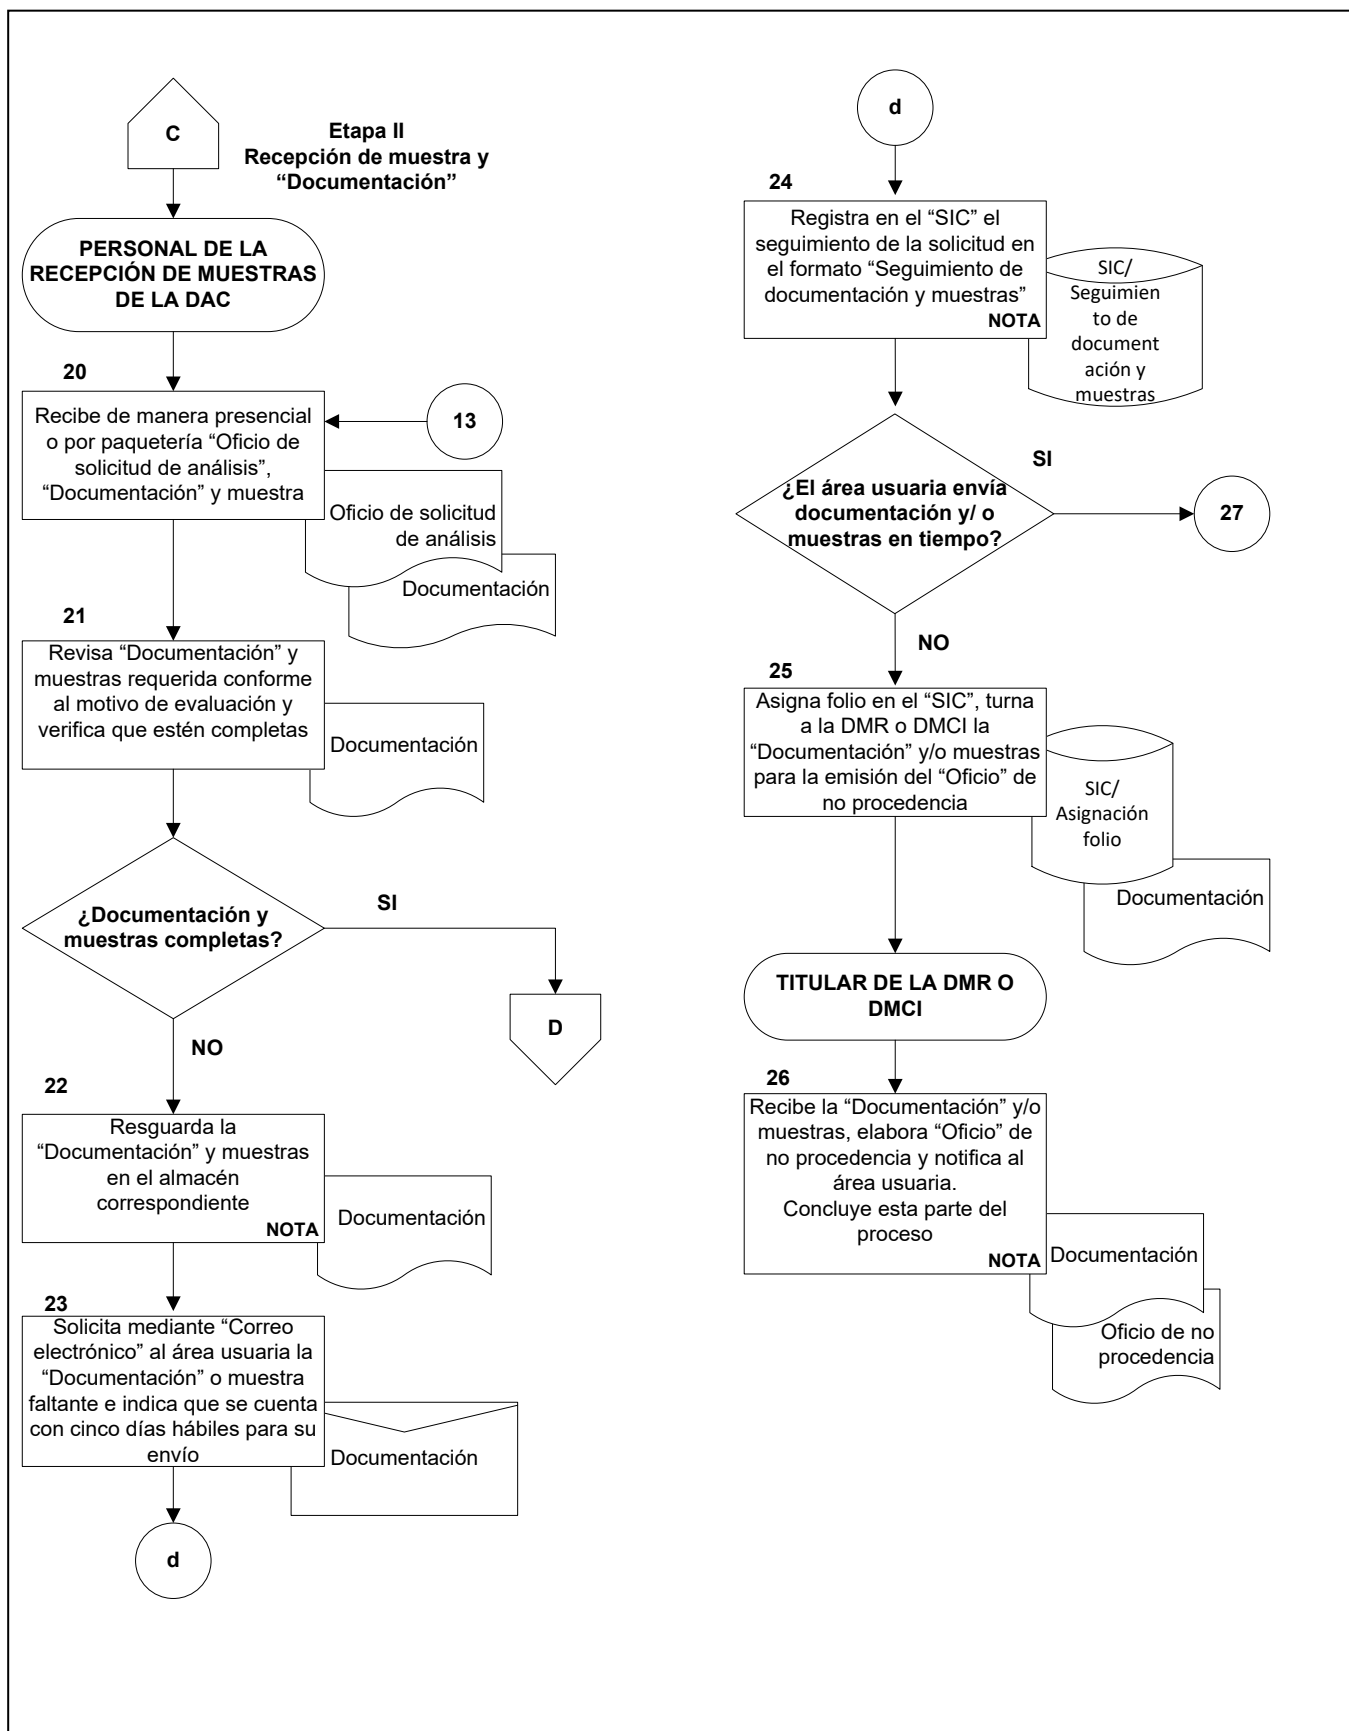 C
Etapa II
Recepción de muestra y
“Documentación”
PERSONAL DE LA
RECEPCIÓN DE MUESTRAS
DE LA DAC
20
Recibe de manera presencial
o por paquetería “Oficio de
solicitud de análisis”,
“Documentación” y muestra
13
Oficio de solicitud
de análisis
Documentación
21
Revisa “Documentación” y
muestras requerida conforme
al motivo de evaluación y
verifica que estén completas
Documentación
¿Documentación y
muestras completas?
SI
D
NO
22
Resguarda la
“Documentación” y muestras
en el almacén
correspondiente
NOTA
Documentación
23
Solicita mediante “Correo
electrónico” al área usuaria la
“Documentación” o muestra
faltante e indica que se cuenta
con cinco días hábiles para su
envío
Documentación
d
d
24
Registra en el “SIC” el
seguimiento de la solicitud en
el formato “Seguimiento de
documentación y muestras”
NOTA
SIC/
Seguimien
to de
document
ación y
muestras
¿El área usuaria envía
documentación y/ o
muestras en tiempo?
SI
27
NO
25
Asigna folio en el “SIC”, turna
a la DMR o DMCI la
“Documentación” y/o muestras
para la emisión del “Oficio” de
no procedencia
SIC/
Asignación
folio
Documentación
TITULAR DE LA DMR O
DMCI
26
Recibe la “Documentación” y/o
muestras, elabora “Oficio” de
no procedencia y notifica al
área usuaria.
Concluye esta parte del
proceso
NOTA
Documentación
Oficio de no
procedencia